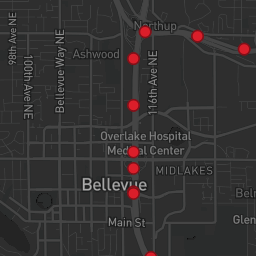 98th Ave NE
100th Ave NE
Bellevue Way NE
Northup
Ashwood
116th Ave NE
Overlake Hospital
Medical Center
MIDLAKES
Bellevue
Main St
Glen